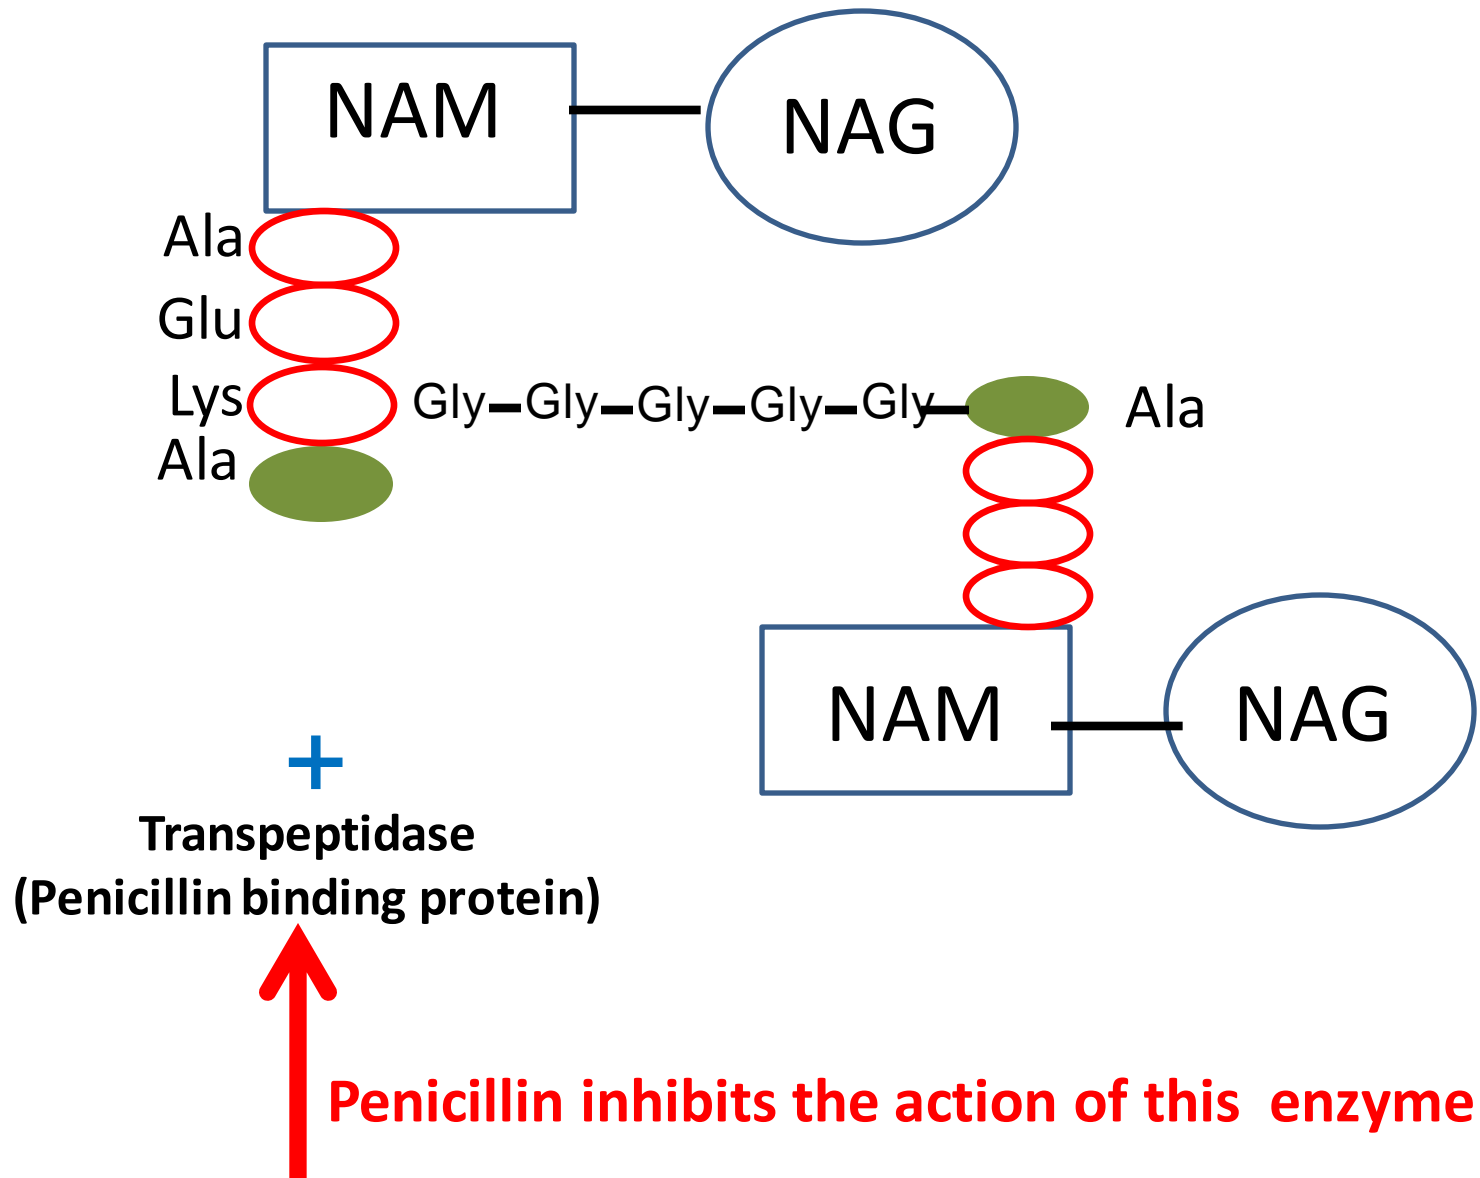 NAM
NAG
Ala
Glu
Lys
Ala
Gly Gly Gly Gly Gly
Ala
NAM
NAG
+
Transpeptidase
(Penicillin binding protein)
Penicillin inhibits the action of this enzyme